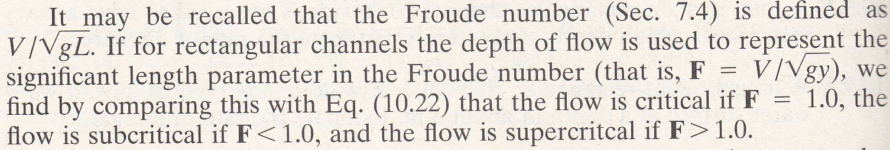 It may be recalled that the Froude number (Sec. 7.4) is defined as
V/√gL. If for rectangular channels the depth of flow is used to represent the
significant length parameter in the Froude number (that is, F = V/√gy), we
find by comparing this with Eq. (10.22) that the flow is critical if F = 1.0, the
flow is subcritical if F<1.0, and the flow is supercritcal if F>1.0.